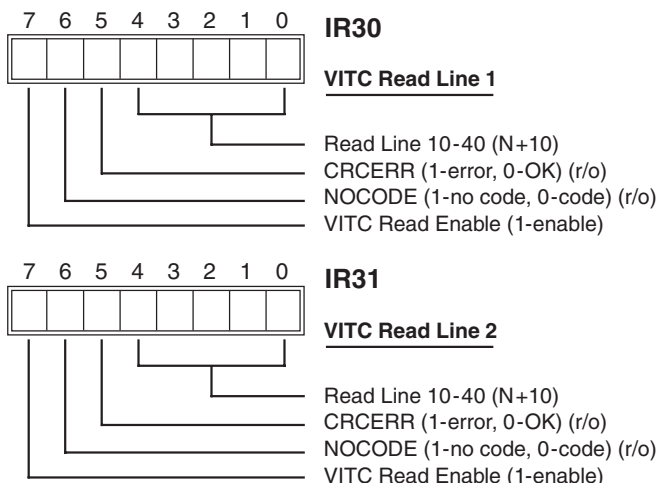 7 6 5 4 3 2 1 0
IR30
VITC Read Line 1
Read Line 10-40 (N+10)
CRCERR (1-error, 0-OK) (r/o)
NOCODE (1-no code, 0-code) (r/o)
VITC Read Enable (1-enable)
7 6 5 4 3 2 1 0
IR31
VITC Read Line 2
Read Line 10-40 (N+10)
CRCERR (1-error, 0-OK) (r/o)
NOCODE (1-no code, 0-code) (r/o)
VITC Read Enable (1-enable)